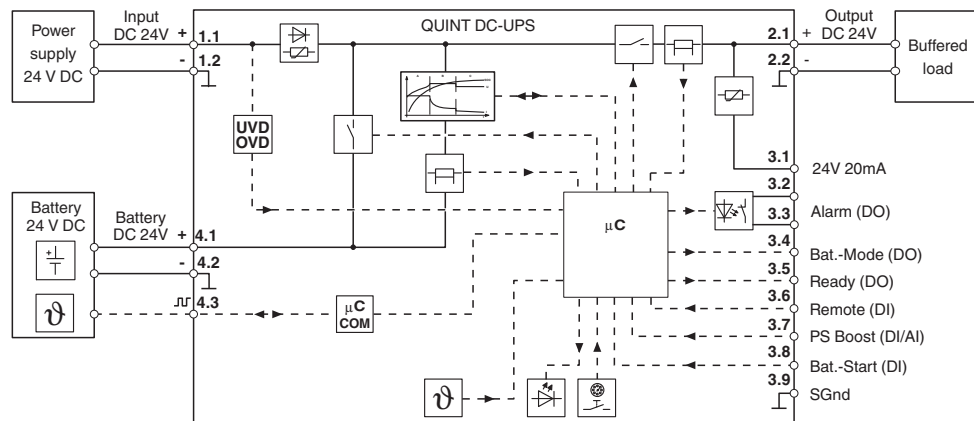 QUINT DC-UPS
Power
supply
24 V DC
Input
DC 24V
+
1.1
-
1.2
2.1
+
Output
DC 24V
2.2
-
Buffered
load
UVD
OVD
3.1
24V 20mA
3.2
3.3
Alarm (DO)
3.4
Bat.-Mode (DO)
3.5
Ready (DO)
3.6
Remote (DI)
3.7
PS Boost (DI/AI)
3.8
Bat.-Start (DI)
3.9
SGnd
µC
Battery
24 V DC
+
ϑ
Battery
DC 24V
+
4.1
-
4.2
4.3
µC
COM
ϑ